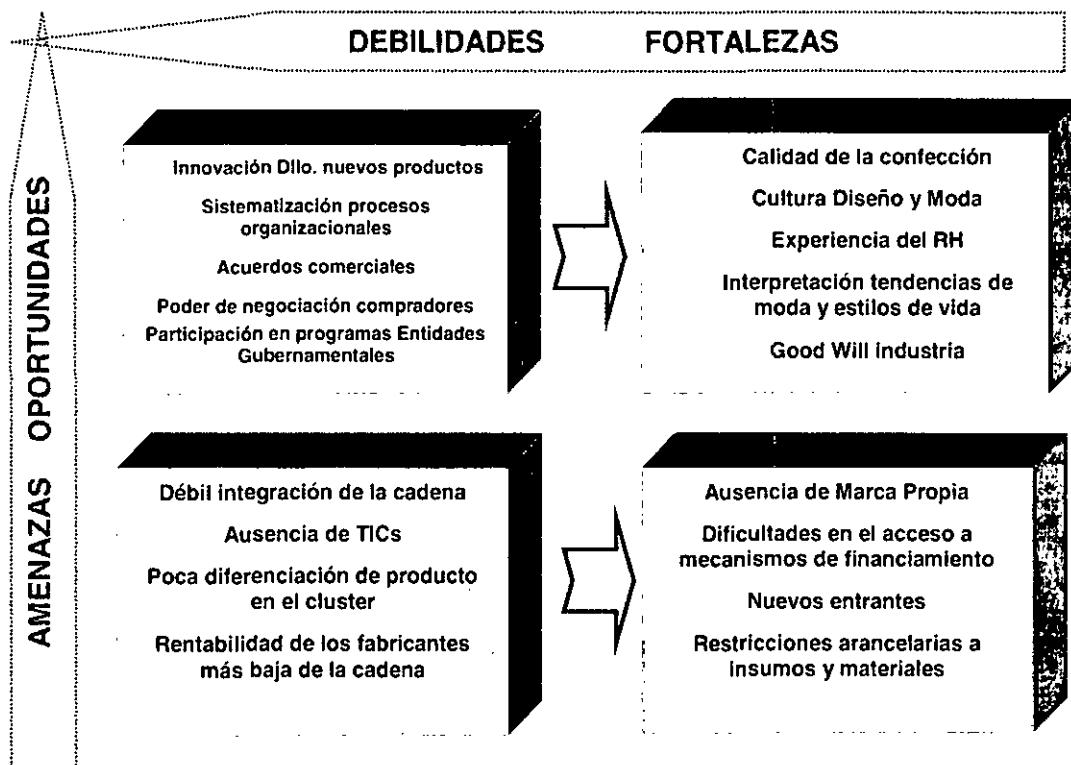 DEBILIDADES FORTALEZAS
AMENAZAS OPORTUNIDADES
Innovación Dllo. nuevos productos
Sistematización procesos
organizacionales
Acuerdos comerciales
Poder de negociación compradores
Participación en programas Entidades
Gubernamentales
Calidad de la confección
Cultura Diseño y Moda
Experiencia del RH
Interpretación tendencias de
moda y estilos de vida
Good Will industria
Débil integración de la cadena
Ausencia de TICs
Poca diferenciación de producto
en el cluster
Rentabilidad de los fabricantes
más baja de la cadena
Ausencia de Marca Propia
Dificultades en el acceso a
mecanismos de financiamiento
Nuevos entrantes
Restricciones arancelarias a
insumos y materiales